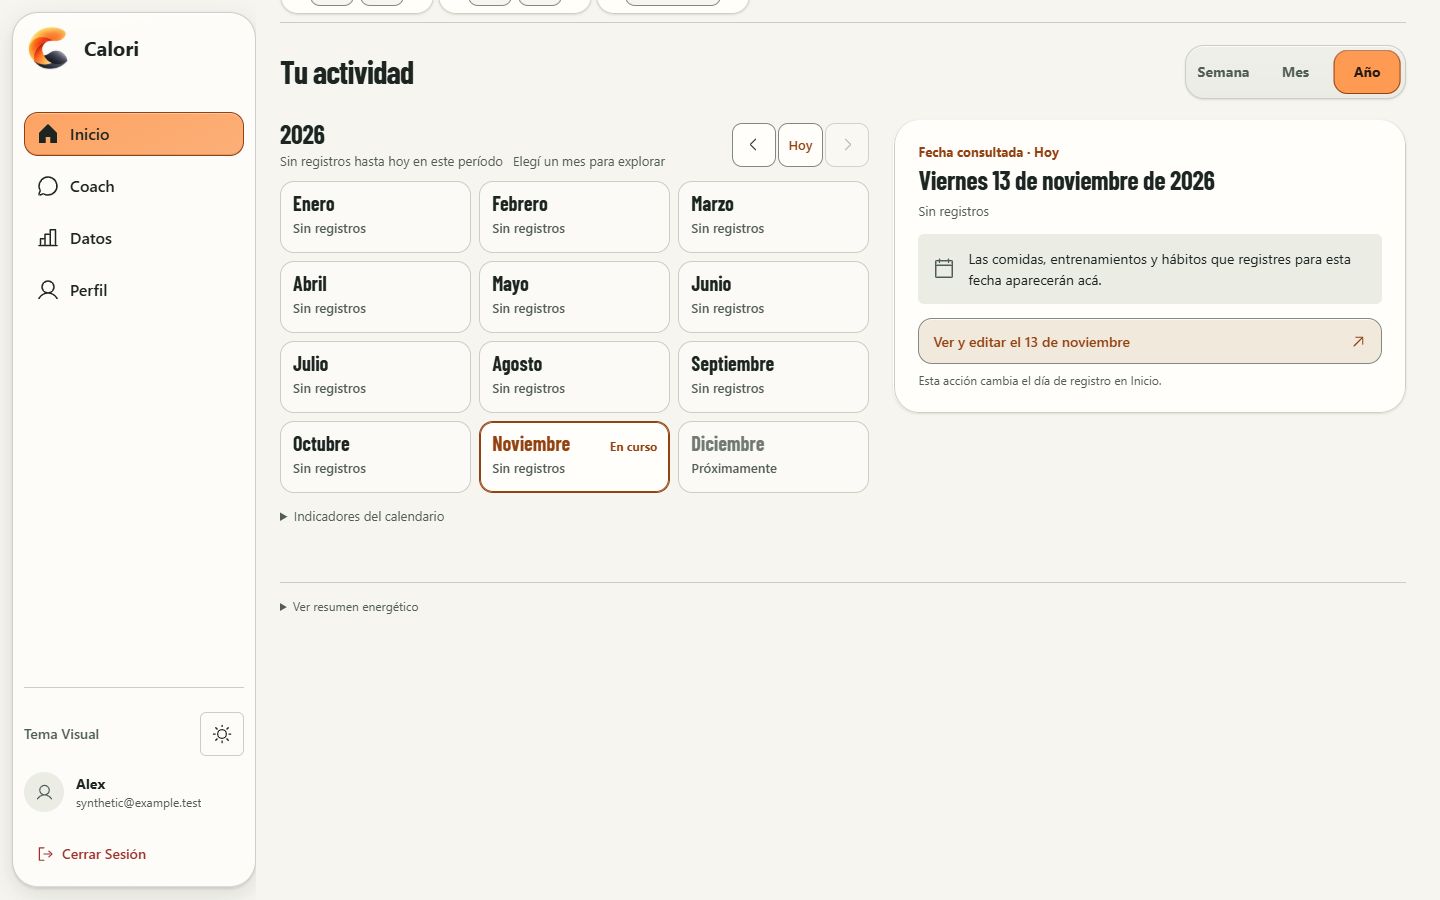 Calori
Inicio
Coach
Datos
Perfil
Tema Visual
Alex
synthetic@example.test
Cerrar Sesión
Tu actividad
Semana
Mes
Año
2026
Sin registros hasta hoy en este período Elegí un mes para explorar
Hoy
Enero
Sin registros
Febrero
Sin registros
Marzo
Sin registros
Abril
Sin registros
Mayo
Sin registros
Junio
Sin registros
Julio
Sin registros
Agosto
Sin registros
Septiembre
Sin registros
Octubre
Sin registros
Noviembre
En curso
Sin registros
Diciembre
Próximamente
Indicadores del calendario
Fecha consultada · Hoy
Viernes 13 de noviembre de 2026
Sin registros
Las comidas, entrenamientos y hábitos que registres para esta
fecha aparecerán acá.
Ver y editar el 13 de noviembre
Esta acción cambia el día de registro en Inicio.
Ver resumen energético